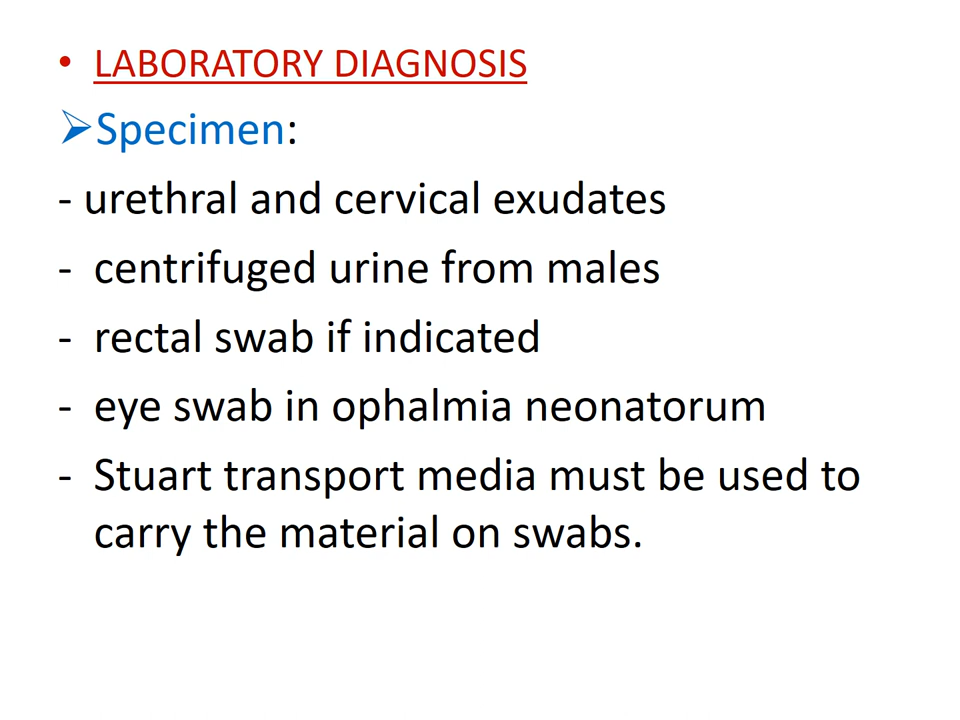 • LABORATORY DIAGNOSIS
➢Specimen:
- urethral and cervical exudates
- centrifuged urine from males
- rectal swab if indicated
- eye swab in ophalmia neonatorum
- Stuart transport media must be used to
carry the material on swabs.